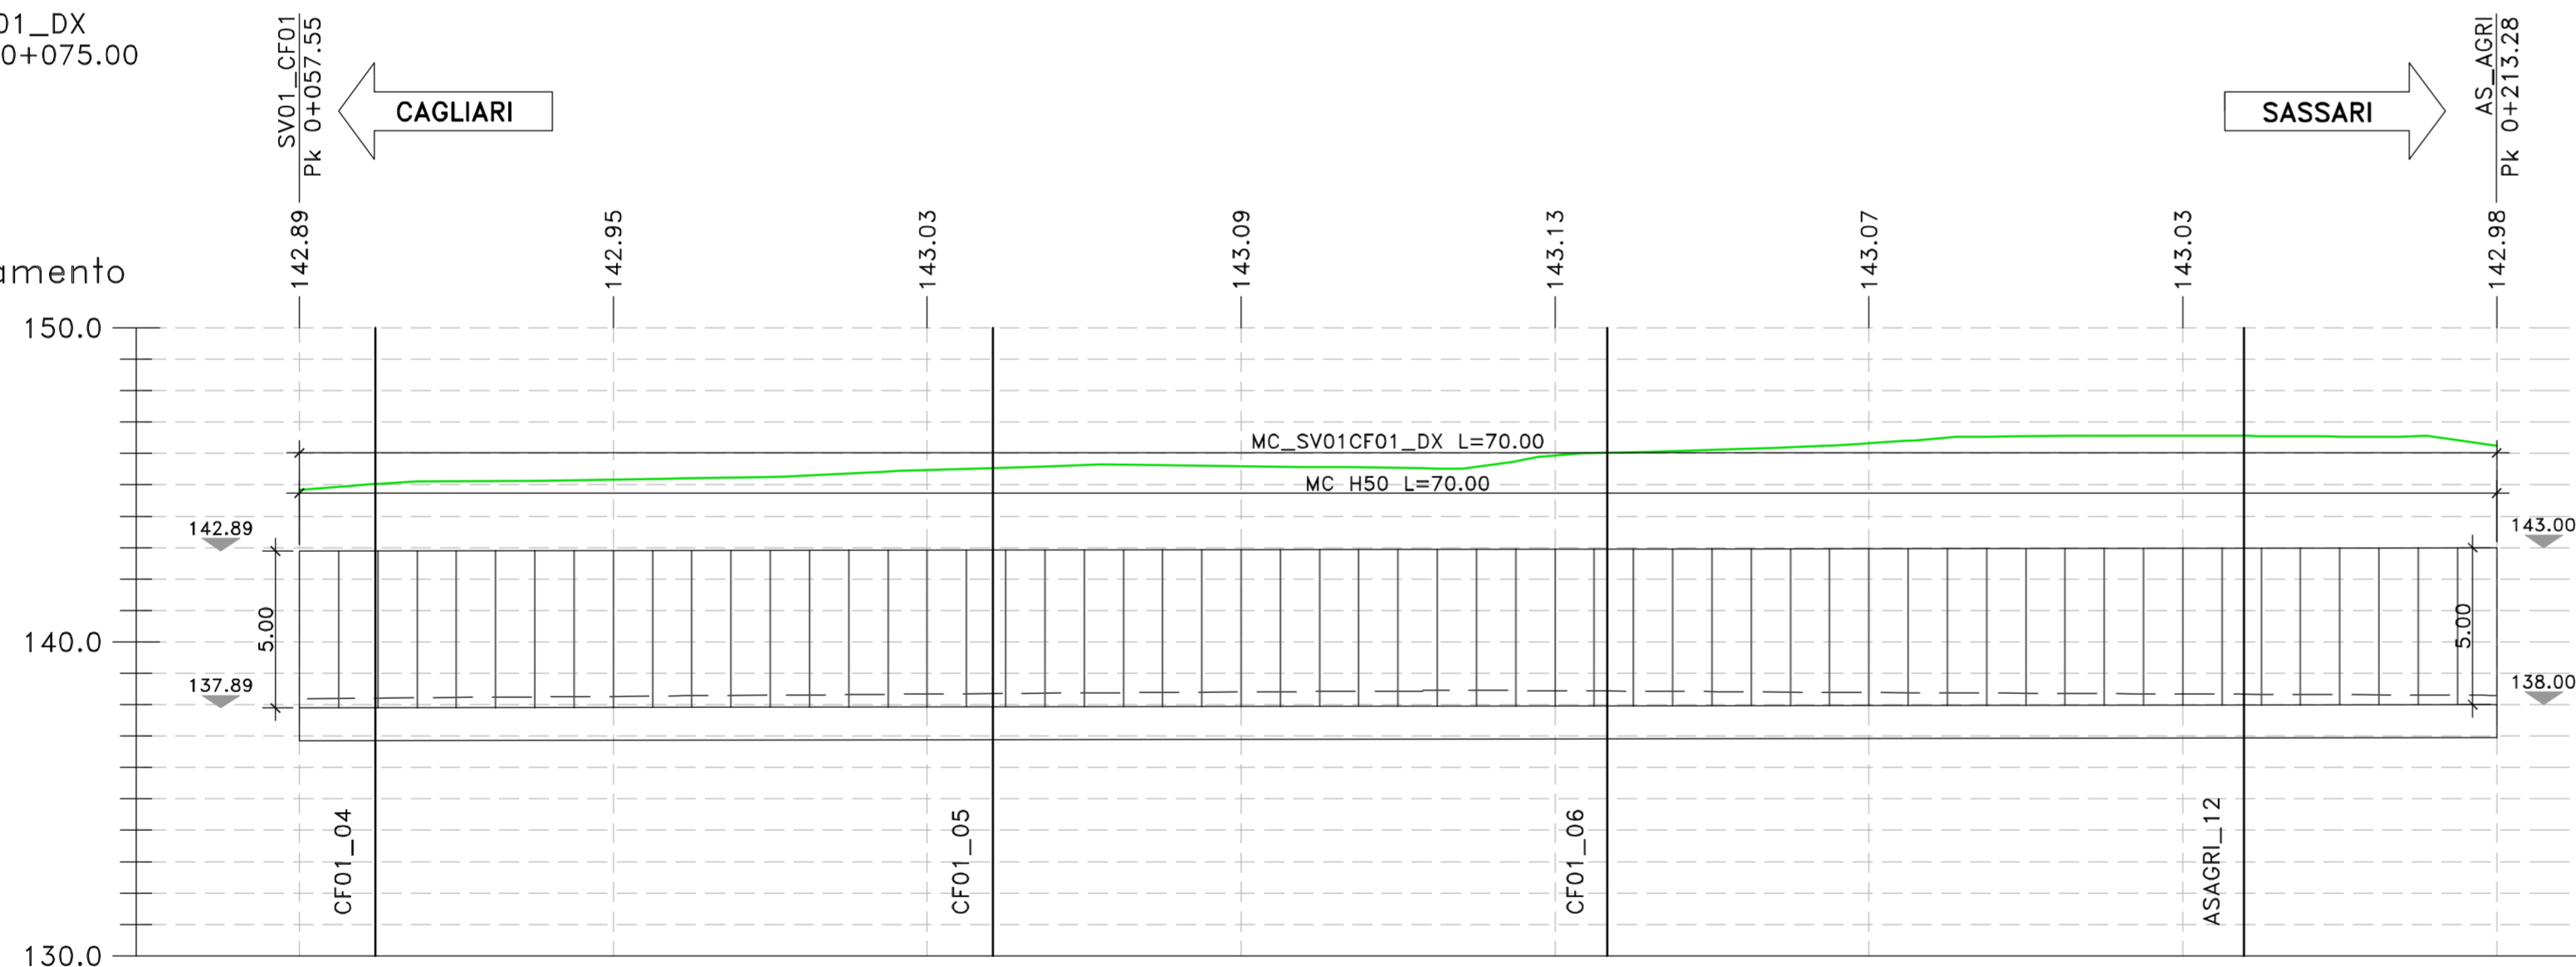 01_DX
0+075.00
SV01_CF01
Pk 0+057.55
CAGLIARI
SASSARI
AS_AGRI
Pk 0+213.28
142.89
142.95
143.03
143.09
143.13
143.07
143.03
142.98
amento
150.0
MC_SV01CF01_DX L=70.00
MC H50 L=70.00
142.89
143.00
5.00
5.00
140.0
137.89
138.00
CF01_04
CF01_05
CF01_06
ASAGRI_12
130.0